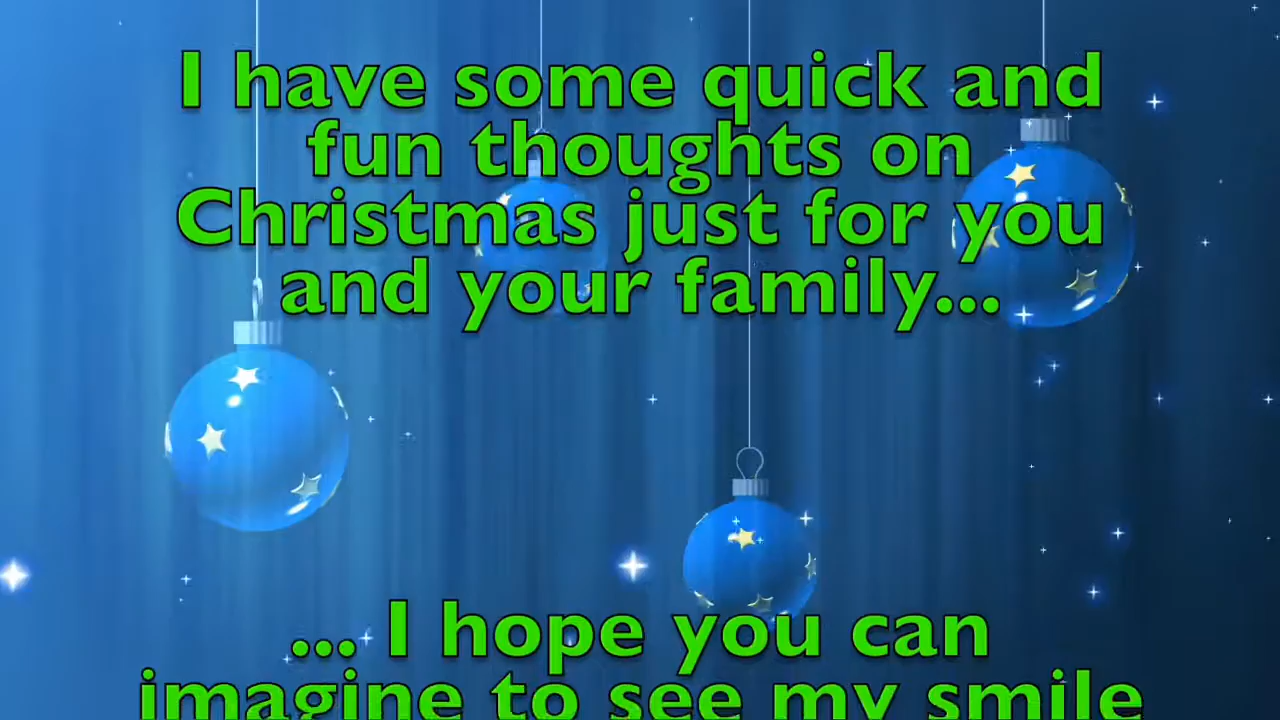 I have some quick and
fun thoughts on
Christmas just for you
and your family...
... I hope you can
imagine to see my smile